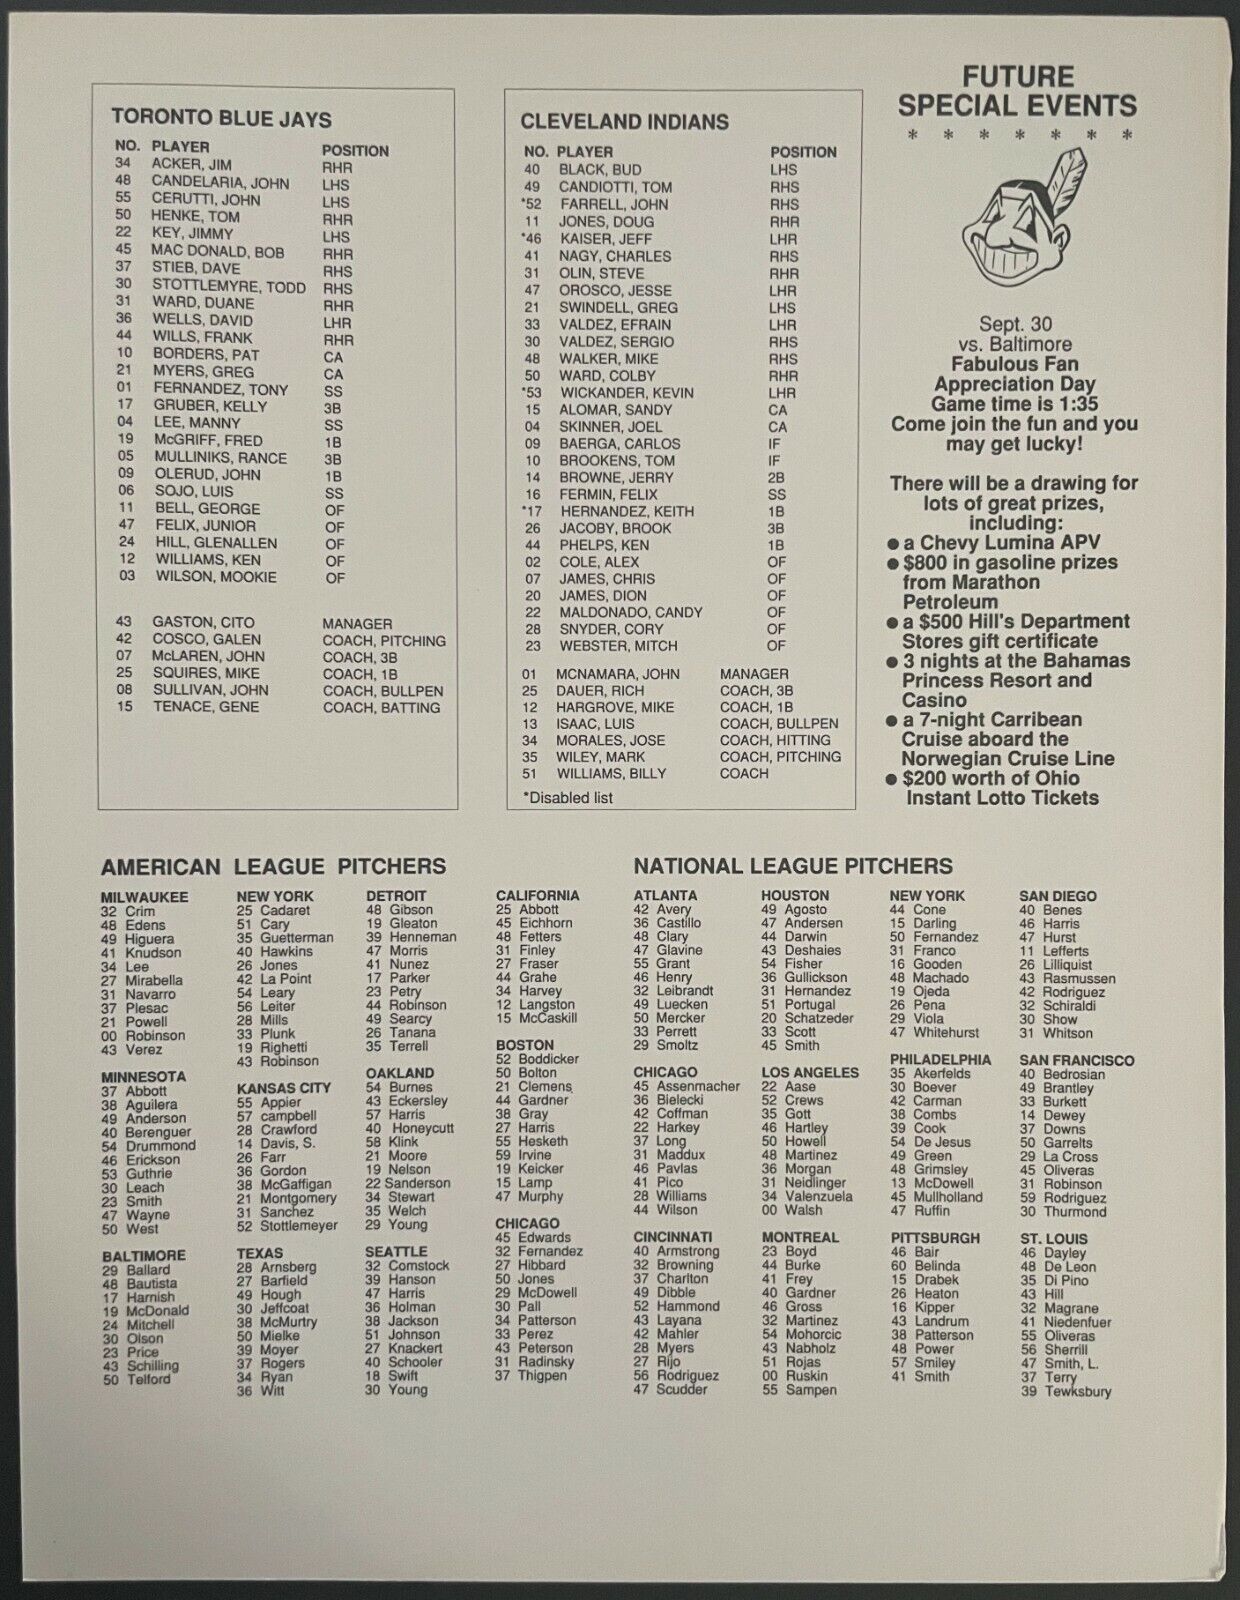 TORONTO BLUE JAYS
NO. PLAYER POSITION
34 ACKER, JIM RHR
48 CANDELARIA, JOHN LHS
55 CERUTTI, JOHN LHS
50 HENKE, TOM RHR
22 KEY, JIMMY LHS
45 MAC DONALD, BOB RHR
37 STIEB, DAVE RHS
30 STOTTLEMYRE, TODD RHS
31 WARD, DUANE RHR
36 WELLS, DAVID LHR
44 WILLS, FRANK RHR
10 BORDERS, PAT CA
21 MYERS, GREG CA
01 FERNANDEZ, TONY SS
17 GRUBER, KELLY 3B
04 LEE, MANNY SS
19 McGRIFF, FRED 1B
05 MULLINIKS, RANCE 3B
09 OLERUD, JOHN 1B
06 SOJO, LUIS SS
11 BELL, GEORGE OF
47 FELIX, JUNIOR OF
24 HILL, GLENALLEN OF
12 WILLIAMS, KEN OF
03 WILSON, MOOKIE OF
43 GASTON, CITO MANAGER
42 COSCO, GALEN COACH, PITCHING
07 McLAREN, JOHN COACH, 3B
25 SQUIRES, MIKE COACH, 1B
08 SULLIVAN, JOHN COACH, BULLPEN
15 TENACE, GENE COACH, BATTING
CLEVELAND INDIANS
NO. PLAYER POSITION
40 BLACK, BUD LHS
49 CANDIOTTI, TOM RHS
*52 FARRELL, JOHN RHS
11 JONES, DOUG RHR
*46 KAISER, JEFF LHR
41 NAGY, CHARLES RHS
31 OLIN, STEVE RHR
47 OROSCO, JESSE LHR
21 SWINDELL, GREG LHS
33 VALDEZ, EFRAIN LHR
30 VALDEZ, SERGIO RHS
48 WALKER, MIKE RHS
50 WARD, COLBY RHR
*53 WICKANDER, KEVIN LHR
15 ALOMAR, SANDY CA
04 SKINNER, JOEL CA
09 BAERGA, CARLOS IF
10 BROOKENS, TOM IF
14 BROWNE, JERRY 2B
16 FERMIN, FELIX SS
*17 HERNANDEZ, KEITH 1B
26 JACOBY, BROOK 3B
44 PHELPS, KEN 1B
02 COLE, ALEX OF
07 JAMES, CHRIS OF
20 JAMES, DION OF
22 MALDONADO, CANDY OF
28 SNYDER, CORY OF
23 WEBSTER, MITCH OF
01 MCNAMARA, JOHN MANAGER
25 DAUER, RICH COACH, 3B
12 HARGROVE, MIKE COACH, 1B
13 ISAAC, LUIS COACH, BULLPEN
34 MORALES, JOSE COACH, HITTING
35 WILEY, MARK COACH, PITCHING
51 WILLIAMS, BILLY COACH
*Disabled list
FUTURE
SPECIAL EVENTS
* * * * * * *
Sept. 30
vs. Baltimore
Fabulous Fan
Appreciation Day
Game time is 1:35
Come join the fun and you
may get lucky!
There will be a drawing for
lots of great prizes,
including:
● a Chevy Lumina APV
● $800 in gasoline prizes
from Marathon
Petroleum
● a $500 Hill's Department
Stores gift certificate
● 3 nights at the Bahamas
Princess Resort and
Casino
● a 7-night Carribean
Cruise aboard the
Norwegian Cruise Line
● $200 worth of Ohio
Instant Lotto Tickets
AMERICAN LEAGUE PITCHERS
MILWAUKEE
32 Crim
48 Edens
49 Higuera
41 Knudson
34 Lee
27 Mirabella
31 Navarro
37 Plesac
21 Powell
00 Robinson
43 Verez
MINNESOTA
37 Abbott
38 Aguilera
49 Anderson
40 Berenguer
54 Drummond
46 Erickson
53 Guthrie
30 Leach
23 Smith
47 Wayne
50 West
BALTIMORE
29 Ballard
48 Bautista
17 Harnish
19 McDonald
24 Mitchell
30 Olson
23 Price
43 Schilling
50 Telford
NEW YORK
25 Cadaret
51 Cary
35 Guetterman
40 Hawkins
26 Jones
42 La Point
54 Leary
56 Leiter
28 Mills
33 Plunk
19 Righetti
43 Robinson
KANSAS CITY
55 Appier
57 campbell
28 Crawford
14 Davis, S.
26 Farr
36 Gordon
38 McGaffigan
21 Montgomery
31 Sanchez
52 Stottlemeyer
TEXAS
28 Arnsberg
27 Barfield
49 Hough
30 Jeffcoat
38 McMurtry
50 Mielke
39 Moyer
37 Rogers
34 Ryan
36 Witt
DETROIT
48 Gibson
19 Gleaton
39 Henneman
47 Morris
41 Nunez
17 Parker
23 Petry
44 Robinson
49 Searcy
26 Tanana
35 Terrell
OAKLAND
54 Burnes
43 Eckersley
57 Harris
40 Honeycutt
58 Klink
21 Moore
19 Nelson
22 Sanderson
34 Stewart
35 Welch
29 Young
SEATTLE
32 Comstock
39 Hanson
47 Harris
36 Holman
38 Jackson
51 Johnson
27 Knackert
40 Schooler
18 Swift
30 Young
CALIFORNIA
25 Abbott
45 Eichhorn
48 Fetters
31 Finley
27 Fraser
44 Grahe
34 Harvey
12 Langston
15 McCaskill
BOSTON
52 Boddicker
50 Bolton
21 Clemens
44 Gardner
38 Gray
27 Harris
55 Hesketh
59 Irvine
19 Keicker
15 Lamp
47 Murphy
CHICAGO
45 Edwards
32 Fernandez
27 Hibbard
50 Jones
29 McDowell
30 Pall
34 Patterson
33 Perez
43 Peterson
31 Radinsky
37 Thigpen
NATIONAL LEAGUE PITCHERS
ATLANTA
42 Avery
36 Castillo
48 Clary
47 Glavine
55 Grant
46 Henry
32 Leibrandt
49 Luecken
50 Mercker
33 Perrett
29 Smoltz
CHICAGO
45 Assenmacher
36 Bielecki
42 Coffman
22 Harkey
37 Long
31 Maddux
46 Pavlas
41 Pico
28 Williams
44 Wilson
CINCINNATI
40 Armstrong
32 Browning
37 Charlton
49 Dibble
52 Hammond
43 Layana
42 Mahler
28 Myers
27 Rijo
56 Rodriguez
47 Scudder
HOUSTON
49 Agosto
47 Andersen
44 Darwin
43 Deshaies
54 Fisher
36 Gullickson
31 Hernandez
51 Portugal
20 Schatzeder
33 Scott
45 Smith
LOS ANGELES
22 Aase
52 Crews
35 Gott
46 Hartley
50 Howell
48 Martinez
36 Morgan
31 Neidlinger
34 Valenzuela
00 Walsh
MONTREAL
23 Boyd
44 Burke
41 Frey
40 Gardner
46 Gross
32 Martinez
54 Mohorcic
43 Nabholz
51 Rojas
00 Ruskin
55 Sampen
NEW YORK
44 Cone
15 Darling
50 Fernandez
31 Franco
16 Gooden
48 Machado
19 Ojeda
26 Pena
29 Viola
47 Whitehurst
PHILADELPHIA
35 Akerfelds
30 Boever
42 Carman
38 Combs
39 Cook
54 De Jesus
49 Green
48 Grimsley
13 McDowell
45 Mullholland
47 Ruffin
PITTSBURGH
46 Bair
60 Belinda
15 Drabek
26 Heaton
16 Kipper
43 Landrum
38 Patterson
48 Power
57 Smiley
41 Smith
SAN DIEGO
40 Benes
46 Harris
47 Hurst
11 Lefferts
26 Lilliquist
43 Rasmussen
42 Rodriguez
32 Schiraldi
30 Show
31 Whitson
SAN FRANCISCO
40 Bedrosian
49 Brantley
33 Burkett
14 Dewey
37 Downs
50 Garrelts
29 La Cross
45 Oliveras
31 Robinson
59 Rodriguez
30 Thurmond
ST. LOUIS
46 Dayley
48 De Leon
35 Di Pino
43 Hill
32 Magrane
41 Niedenfuer
55 Oliveras
56 Sherrill
47 Smith, L.
37 Terry
39 Tewksbury